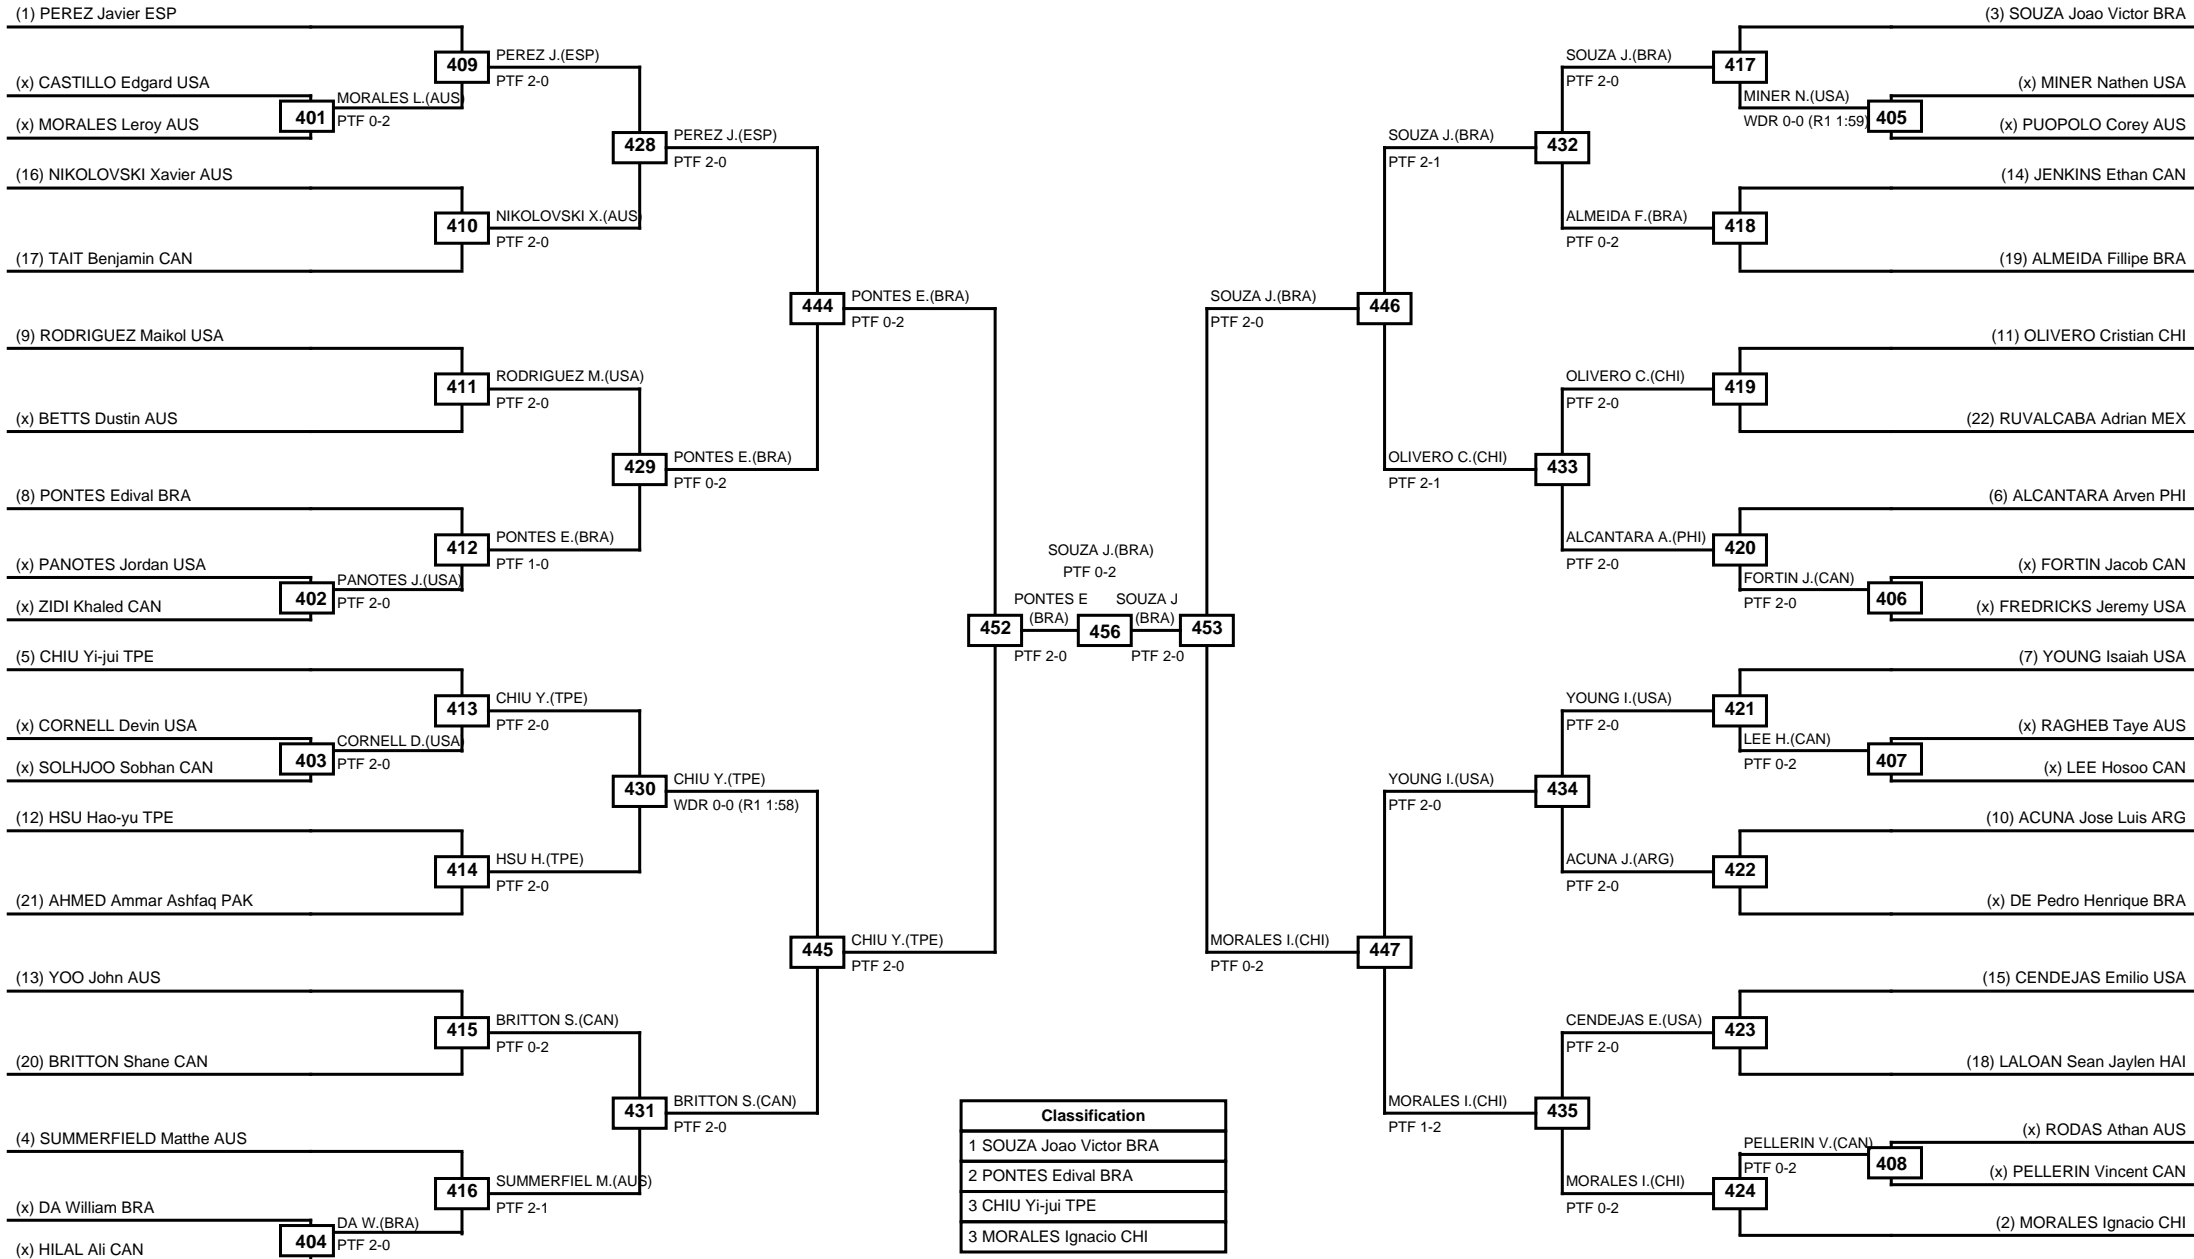 (1) PEREZ Javier ESP
(x) CASTILLO Edgard USA
(x) MORALES Leroy AUS
(16) NIKOLOVSKI Xavier AUS
(17) TAIT Benjamin CAN
(9) RODRIGUEZ Maikol USA
(x) BETTS Dustin AUS
(8) PONTES Edival BRA
(x) PANOTES Jordan USA
(x) ZIDI Khaled CAN
(5) CHIU Yi-jui TPE
(x) CORNELL Devin USA
(x) SOLHJOO Sobhan CAN
(12) HSU Hao-yu TPE
(21) AHMED Ammar Ashfaq PAK
(13) YOO John AUS
(20) BRITTON Shane CAN
(4) SUMMERFIELD Matthe AUS
(x) DA William BRA
(x) HILAL Ali CAN
401
MORALES L.(AUS)
PTF 0-2
402
PANOTES J.(USA)
PTF 2-0
403
CORNELL D.(USA)
PTF 2-0
404
DA W.(BRA)
PTF 2-0
409
PEREZ J.(ESP)
PTF 2-0
410
NIKOLOVSKI X.(AUS)
PTF 2-0
411
RODRIGUEZ M.(USA)
PTF 2-0
412
PONTES E.(BRA)
PTF 1-0
413
CHIU Y.(TPE)
PTF 2-0
414
HSU H.(TPE)
PTF 2-0
415
BRITTON S.(CAN)
PTF 0-2
416
SUMMERFIEL M.(AUS)
PTF 2-1
428
PEREZ J.(ESP)
PTF 2-0
429
PONTES E.(BRA)
PTF 0-2
430
CHIU Y.(TPE)
WDR 0-0 (R1 1:58)
431
BRITTON S.(CAN)
PTF 2-0
444
PONTES E.(BRA)
PTF 0-2
445
CHIU Y.(TPE)
PTF 2-0
SOUZA J.(BRA)
PTF 0-2
452
PONTES E
(BRA)
PTF 2-0
456
SOUZA J
(BRA)
PTF 2-0
453
SOUZA J.(BRA)
PTF 2-0
446
MORALES I.(CHI)
PTF 0-2
447
SOUZA J.(BRA)
PTF 2-1
432
OLIVERO C.(CHI)
PTF 2-1
433
YOUNG I.(USA)
PTF 2-0
434
MORALES I.(CHI)
PTF 1-2
435
SOUZA J.(BRA)
PTF 2-0
417
ALMEIDA F.(BRA)
PTF 0-2
418
OLIVERO C.(CHI)
PTF 2-0
419
ALCANTARA A.(PHI)
PTF 2-0
420
YOUNG I.(USA)
PTF 2-0
421
ACUNA J.(ARG)
PTF 2-0
422
CENDEJAS E.(USA)
PTF 2-0
423
MORALES I.(CHI)
PTF 0-2
424
MINER N.(USA)
WDR 0-0 (R1 1:59)
405
FORTIN J.(CAN)
PTF 2-0
406
LEE H.(CAN)
PTF 0-2
407
PELLERIN V.(CAN)
PTF 0-2
408
(3) SOUZA Joao Victor BRA
(x) MINER Nathen USA
(x) PUOPOLO Corey AUS
(14) JENKINS Ethan CAN
(19) ALMEIDA Fillipe BRA
(11) OLIVERO Cristian CHI
(22) RUVALCABA Adrian MEX
(6) ALCANTARA Arven PHI
(x) FORTIN Jacob CAN
(x) FREDRICKS Jeremy USA
(7) YOUNG Isaiah USA
(x) RAGHEB Taye AUS
(x) LEE Hosoo CAN
(10) ACUNA Jose Luis ARG
(x) DE Pedro Henrique BRA
(15) CENDEJAS Emilio USA
(18) LALOAN Sean Jaylen HAI
(x) RODAS Athan AUS
(x) PELLERIN Vincent CAN
(2) MORALES Ignacio CHI
Classification
1 SOUZA Joao Victor BRA
2 PONTES Edival BRA
3 CHIU Yi-jui TPE
3 MORALES Ignacio CHI